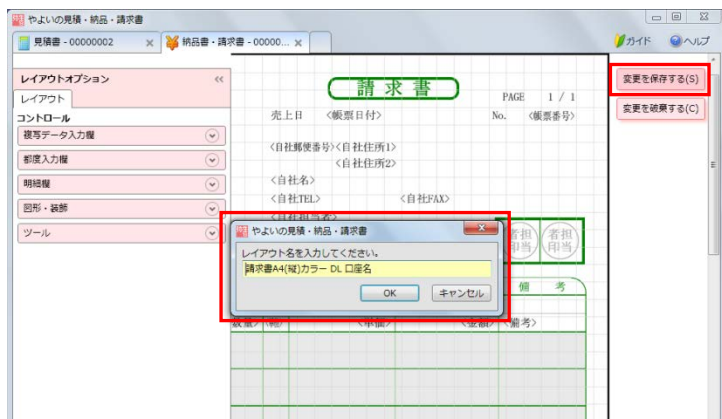 やよいの見積・納品・請求書
見積書 - 00000002
納品書・請求書 - 00000...
ガイド
ヘルプ
レイアウトオプション
レイアウト
コントロール
複写データ入力欄
都度入力欄
明細欄
図形・装飾
ツール
請求書
PAGE 1 / 1
売上日 〈帳票日付〉 No. 〈帳票番号〉
〈自社郵便番号〉〈自社住所1〉
〈自社住所2〉
〈自社名〉
〈自社TEL〉 〈自社FAX〉
〈自社担当者〉
者担 者担
印当 印当
備 考
やよいの見積・納品・請求書
レイアウト名を入力してください。
請求書A4(縦)カラー DL 口座名
OK
キャンセル
数量〉 〈単価〉 〈金額〉 〈備考〉
変更を保存する(S)
変更を破棄する(C)